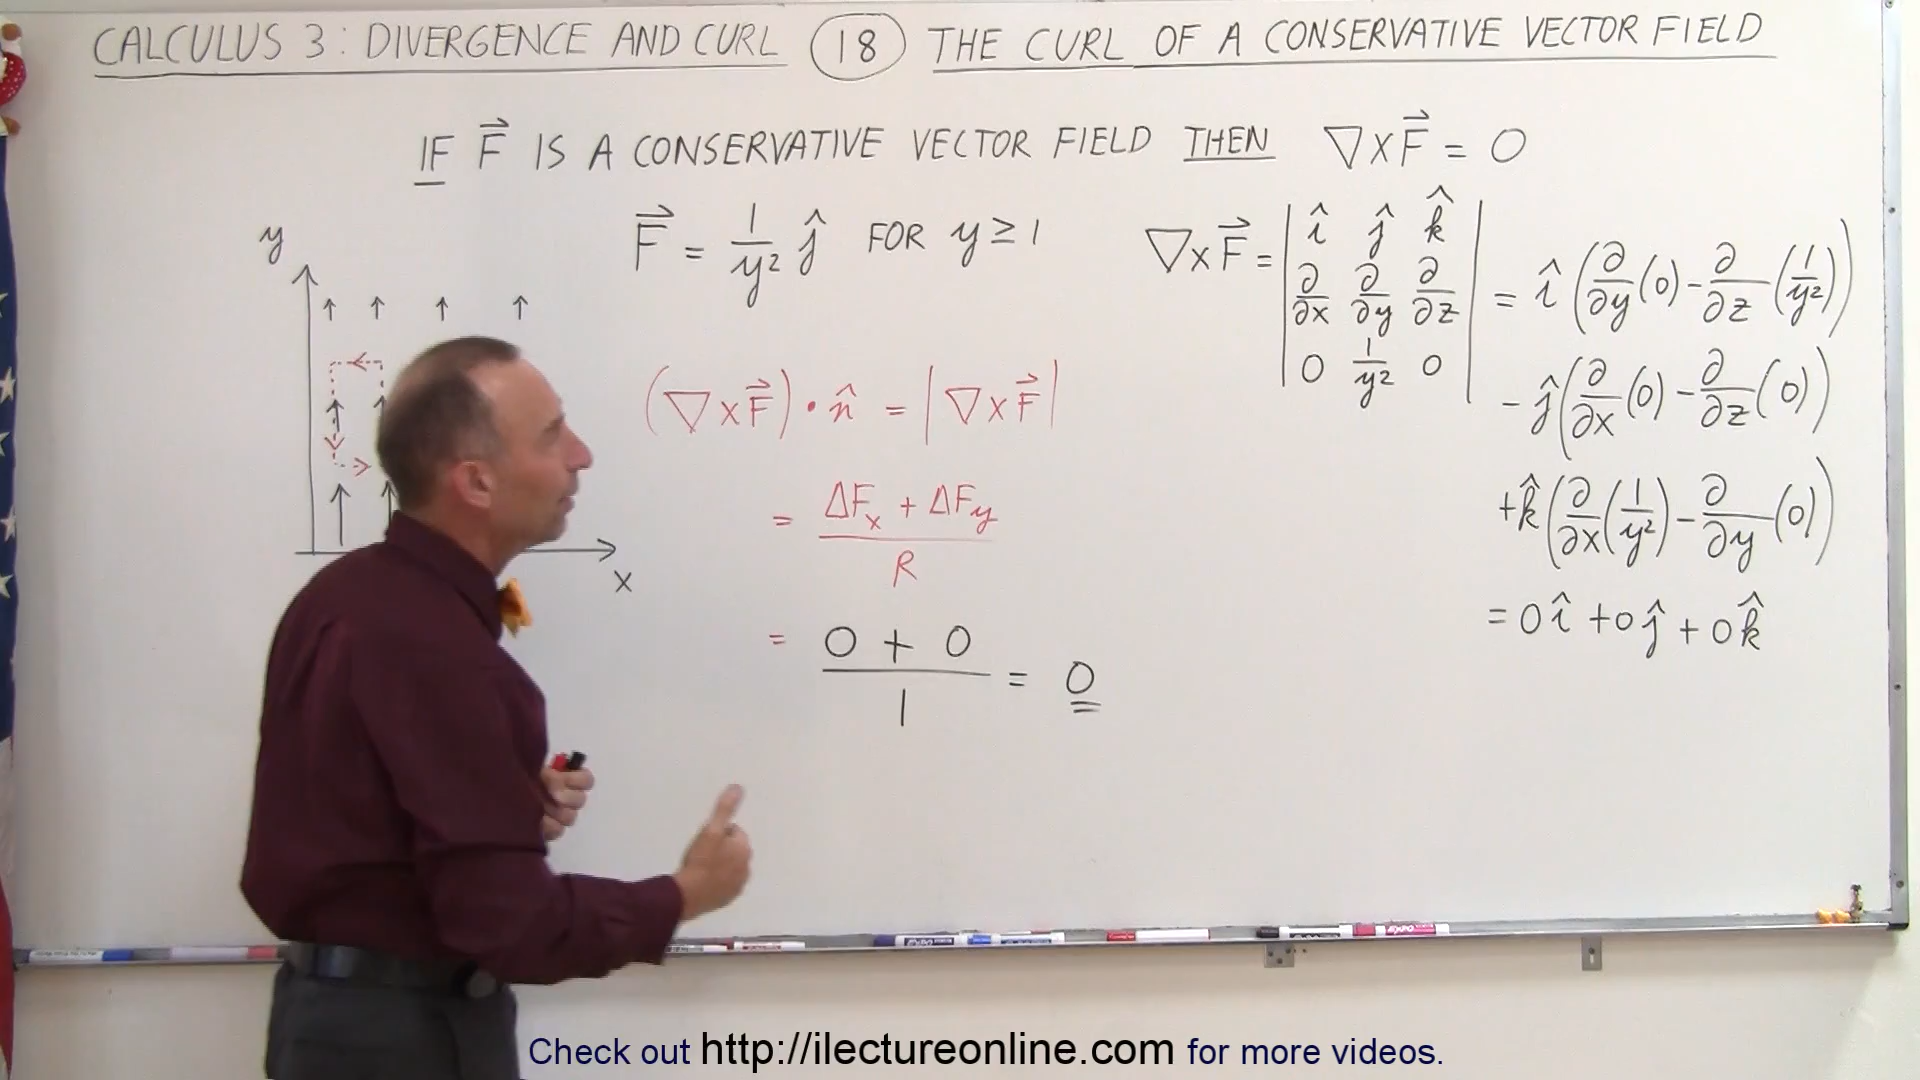 CALCULUS 3: DIVERGENCE AND CURL 18 THE CURL OF A CONSERVATIVE VECTOR FIELD
IF F⃗ IS A CONSERVATIVE VECTOR FIELD THEN ∇×F⃗ = 0
y
x
F⃗ = 1/y² ĵ FOR y ≥ 1
(∇×F⃗)•n̂ = |∇×F⃗|
= (ΔFx + ΔFy)/R
= (0 + 0)/1 = 0
∇×F⃗ = | î ĵ k̂ | = î(∂/∂y(0) - ∂/∂z(1/y²))
| ∂/∂x ∂/∂y ∂/∂z |
| 0 1/y² 0 |
- ĵ(∂/∂x(0) - ∂/∂z(0))
+ k̂(∂/∂x(1/y²) - ∂/∂y(0))
= 0î + 0ĵ + 0k̂
Check out http://ilectureonline.com for more videos.